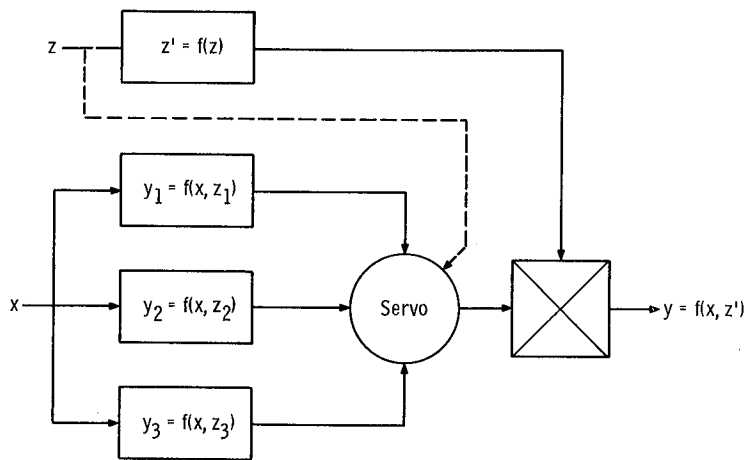 z
z' = f(z)
y₁ = f(x, z₁)
x
y₂ = f(x, z₂)
Servo
y = f(x, z')
y₃ = f(x, z₃)